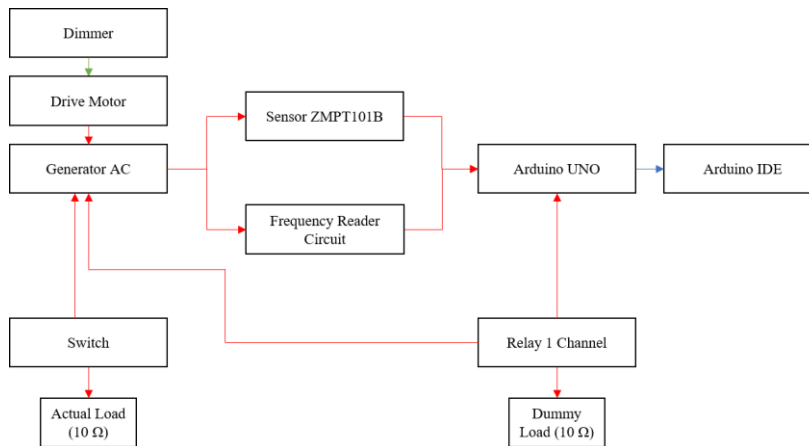 Dimmer
Drive Motor
Generator AC
Sensor ZMPT101B
Frequency Reader
Circuit
Arduino UNO
Arduino IDE
Switch
Relay 1 Channel
Actual Load
(10 Ω)
Dummy
Load (10 Ω)